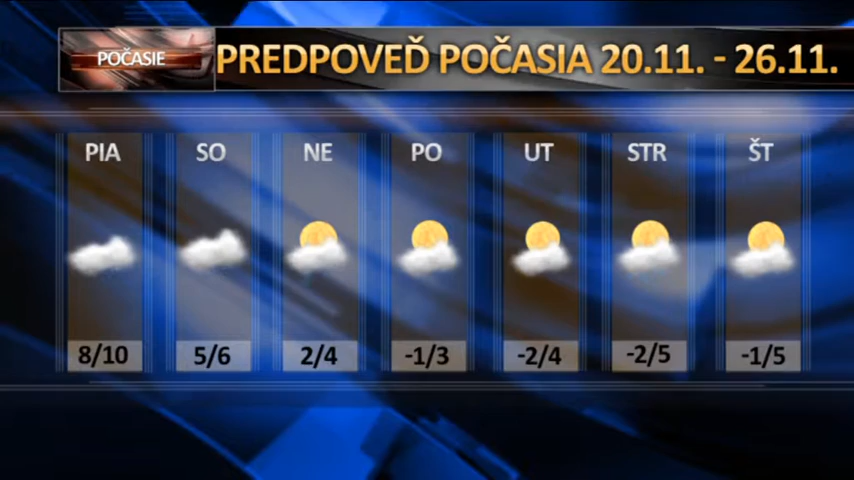 POČASIE
PREDPOVEĎ POČASIA 20.11. - 26.11.
PIA SO NE PO UT STR ŠT
8/10 5/6 2/4 -1/3 -2/4 -2/5 -1/5